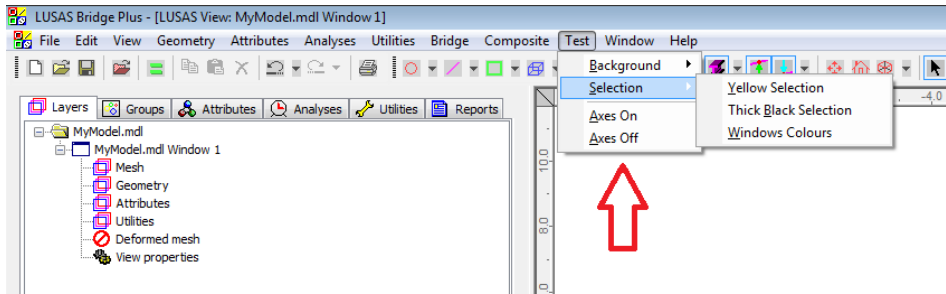 LUSAS Bridge Plus - [LUSAS View: MyModel.mdl Window 1]
File Edit View Geometry Attributes Analyses Utilities Bridge Composite Test Window Help
Background
Selection
Axes On
Axes Off
Yellow Selection
Thick Black Selection
Windows Colours
Layers Groups Attributes Analyses Utilities Reports
MyModel.mdl
MyModel.mdl Window 1
Mesh
Geometry
Attributes
Utilities
Deformed mesh
View properties
-4.0
10.0
8.0